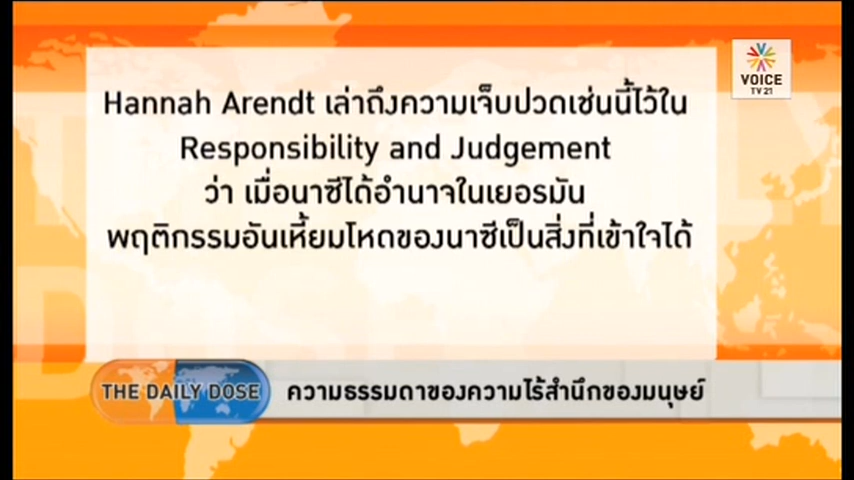 VOICE
TV 21
Hannah Arendt เล่าถึงความเจ็บปวดเช่นนี้ไว้ใน
Responsibility and Judgement
ว่า เมื่อนาซีได้อำนาจในเยอรมัน
พฤติกรรมอันเหี้ยมโหดของนาซีเป็นสิ่งที่เข้าใจได้
THE DAILY DOSE
ความธรรมดาของความไร้สำนึกของมนุษย์